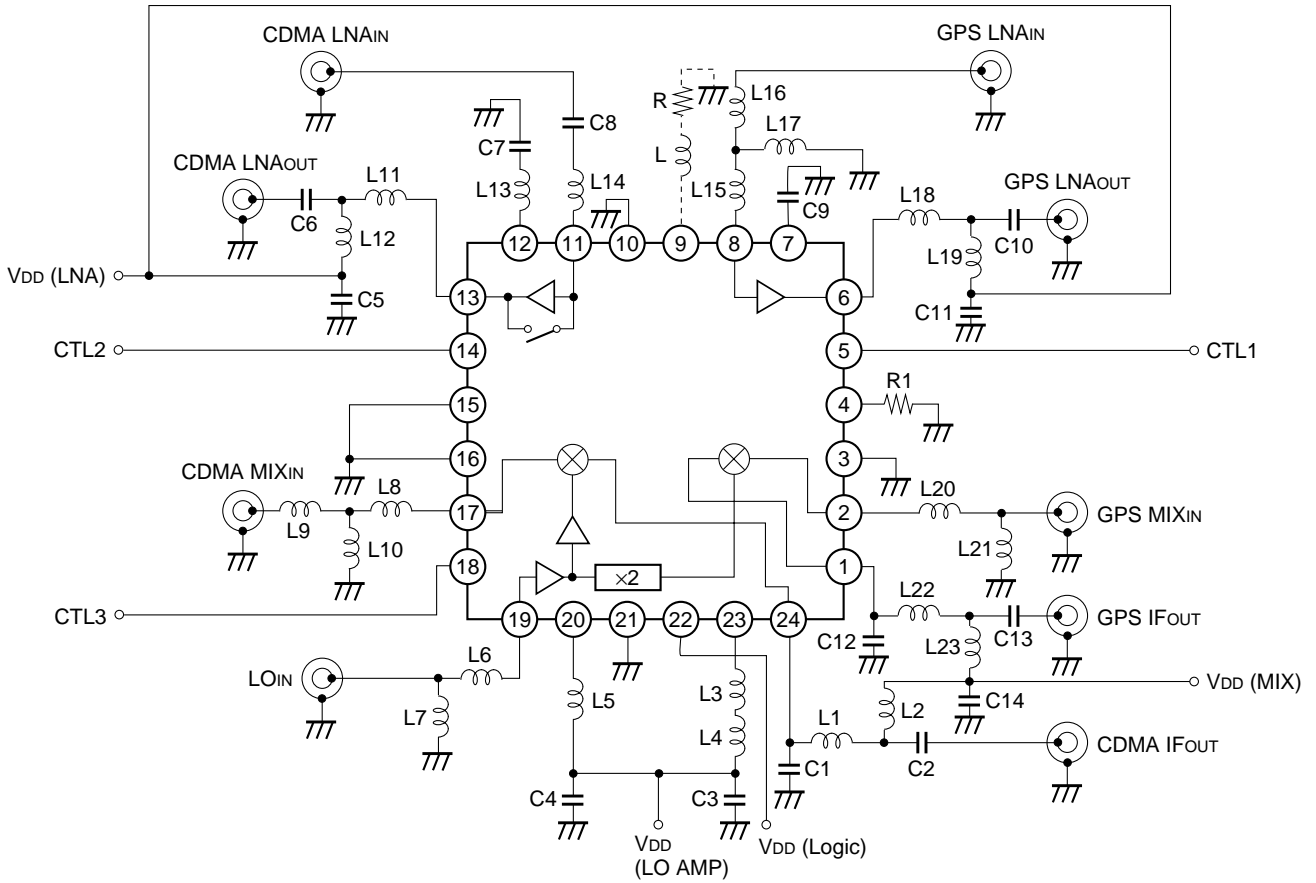 CDMA LNAIN
GPS LNAIN
R
L16
C8
L17
C7
CDMA LNAOUT
L11
L
GPS LNAOUT
L13
L14
L15
C9
L18
C6
L12
C10
L19
12
11
10
9
8
7
VDD (LNA)
13
6
C5
C11
CTL2
14
5
CTL1
R1
15
4
16
3
CDMA MIXIN
L8
L20
17
2
GPS MIXIN
L9
L10
L21
18
1
×2
L22
CTL3
19
20
21
22
23
24
GPS IFOUT
C12
C13
L23
L6
LOIN
L5
L3
VDD (MIX)
L7
L2
C14
L4
L1
CDMA IFOUT
C1
C2
C4
C3
VDD
(LO AMP)
VDD (Logic)